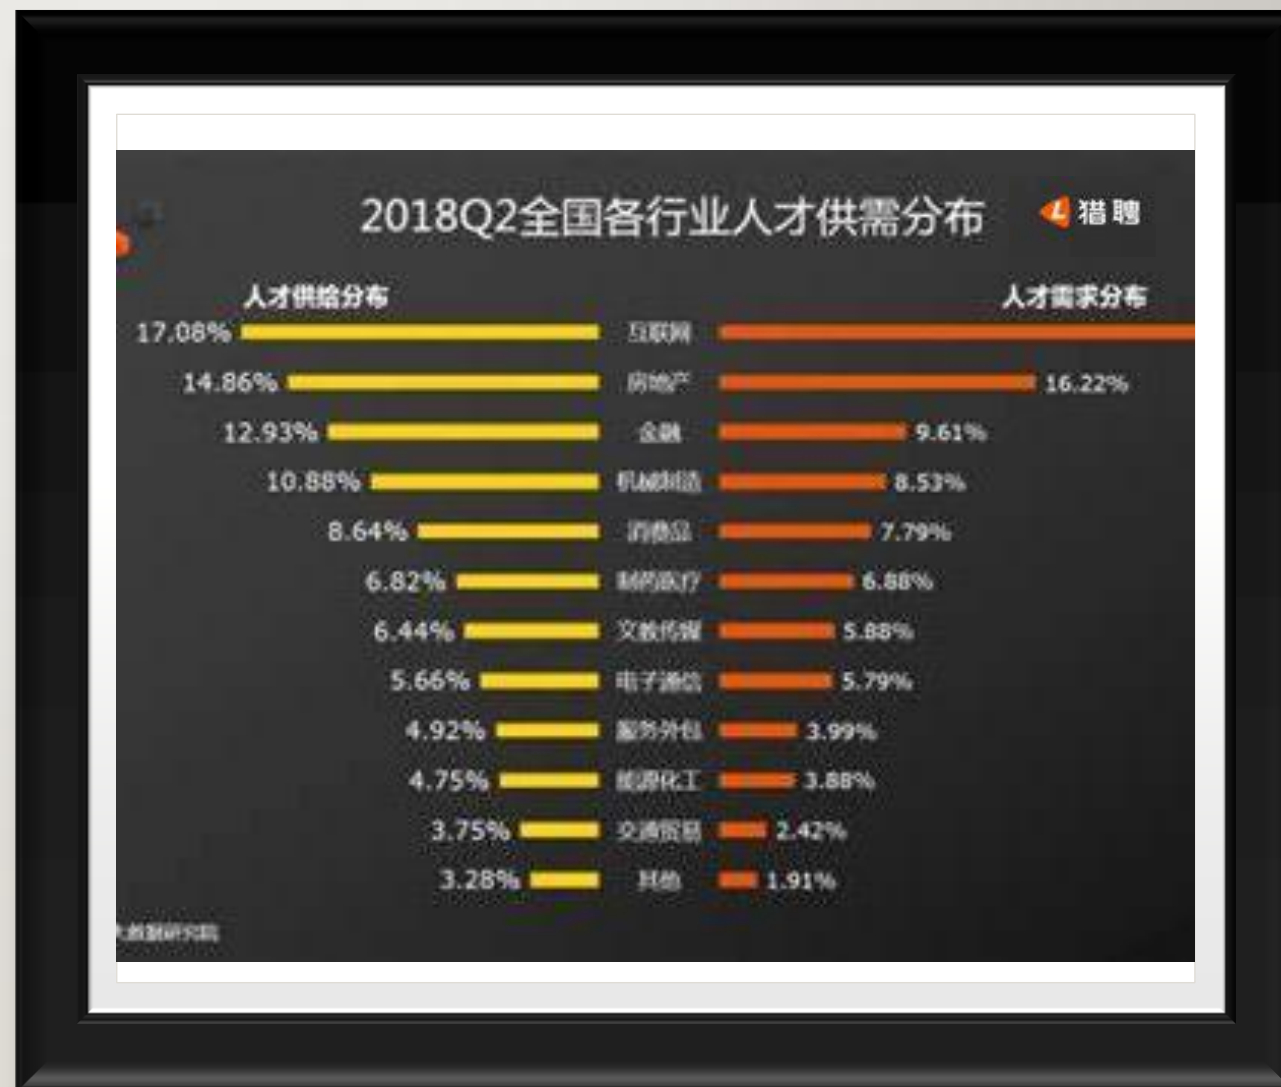 2018Q2全国各行业人才供需分布
猎聘
人才供给分布 人才需求分布
17.08% 互联网
14.86% 房地产 16.22%
12.93% 金融 9.61%
10.88% 机械制造 8.53%
8.64% 消费品 7.79%
6.82% 制药医疗 6.88%
6.44% 文教传媒 5.88%
5.66% 电子通信 5.79%
4.92% 服务外包 3.99%
4.75% 能源化工 3.88%
3.75% 交通贸易 2.42%
3.28% 其他 1.91%
数据研究院